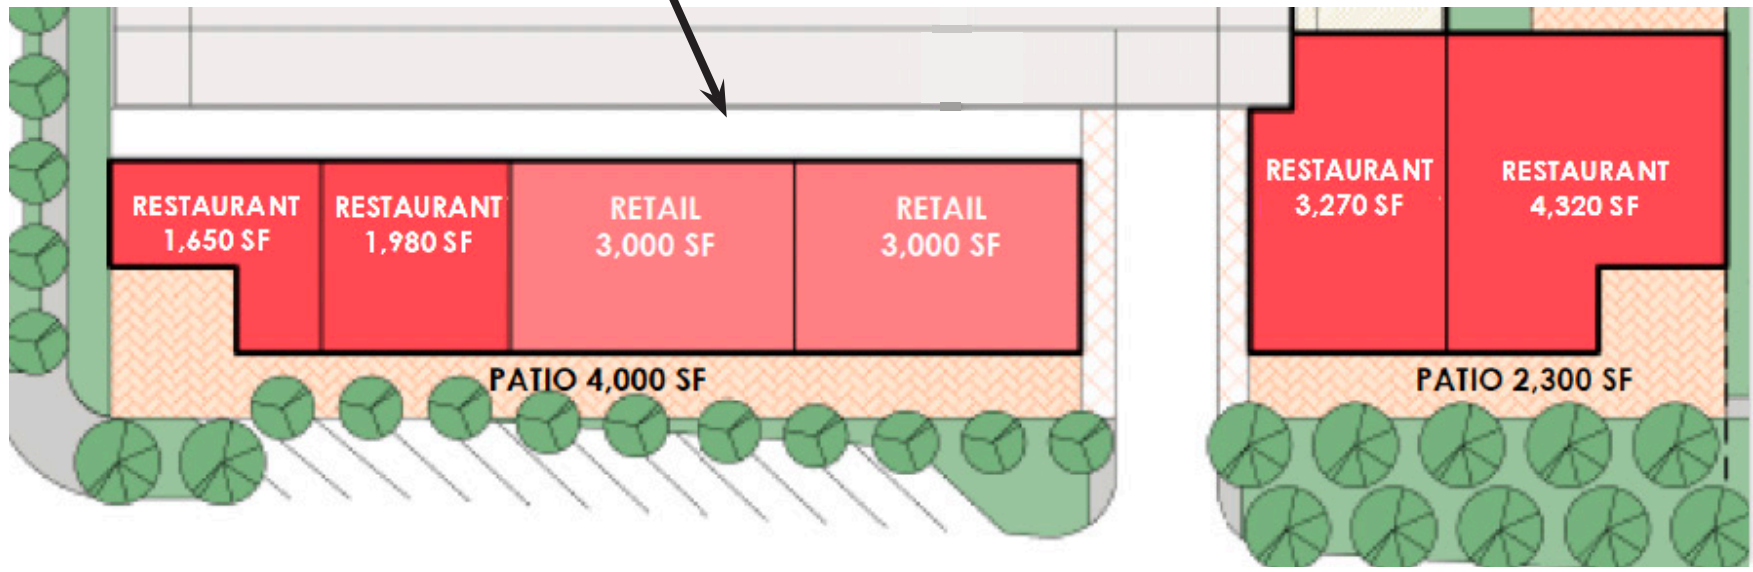 RESTAURANT
1,650 SF
RESTAURANT
1,980 SF
RETAIL
3,000 SF
RETAIL
3,000 SF
RESTAURANT
3,270 SF
RESTAURANT
4,320 SF
PATIO 4,000 SF
PATIO 2,300 SF